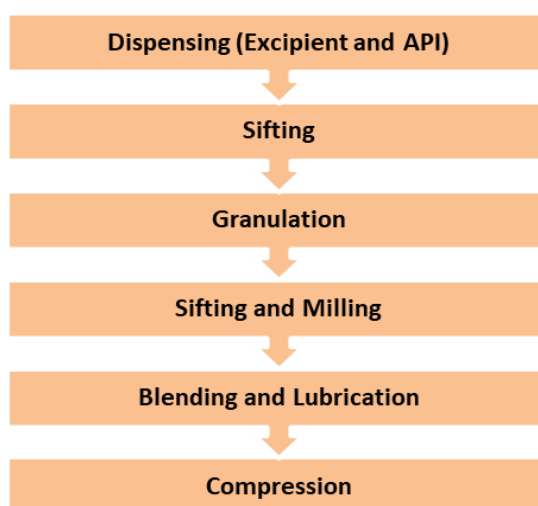 Dispensing (Excipient and API)
Sifting
Granulation
Sifting and Milling
Blending and Lubrication
Compression